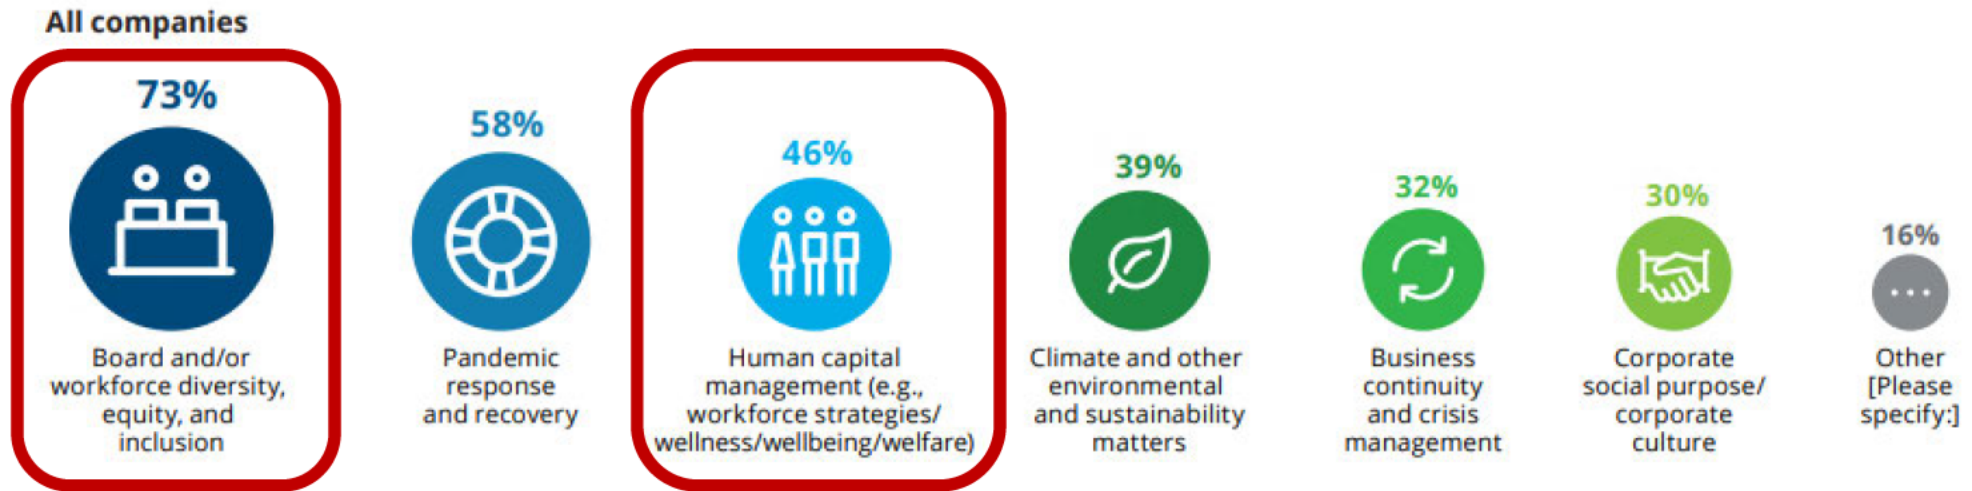 All companies
73%
Board and/or
workforce diversity,
equity, and
inclusion
58%
Pandemic
response
and recovery
46%
Human capital
management (e.g.,
workforce strategies/
wellness/wellbeing/welfare)
39%
Climate and other
environmental
and sustainability
matters
32%
Business
continuity
and crisis
management
30%
Corporate
social purpose/
corporate
culture
16%
Other
[Please
specify:]